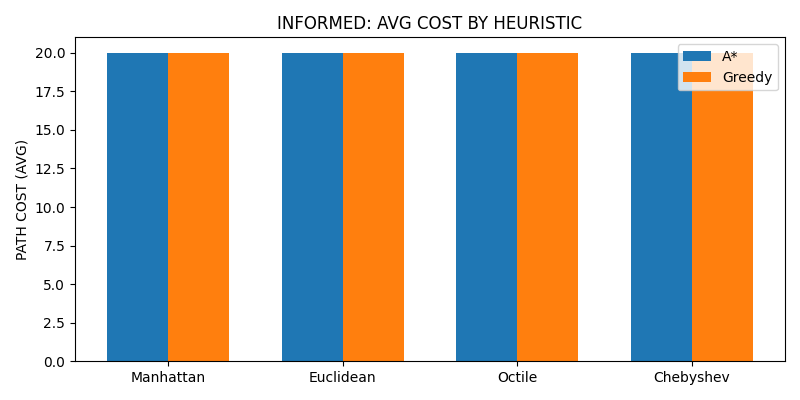 INFORMED: AVG COST BY HEURISTIC
A*
Greedy
PATH COST (AVG)
20.0
17.5
15.0
12.5
10.0
7.5
5.0
2.5
0.0
Manhattan
Euclidean
Octile
Chebyshev